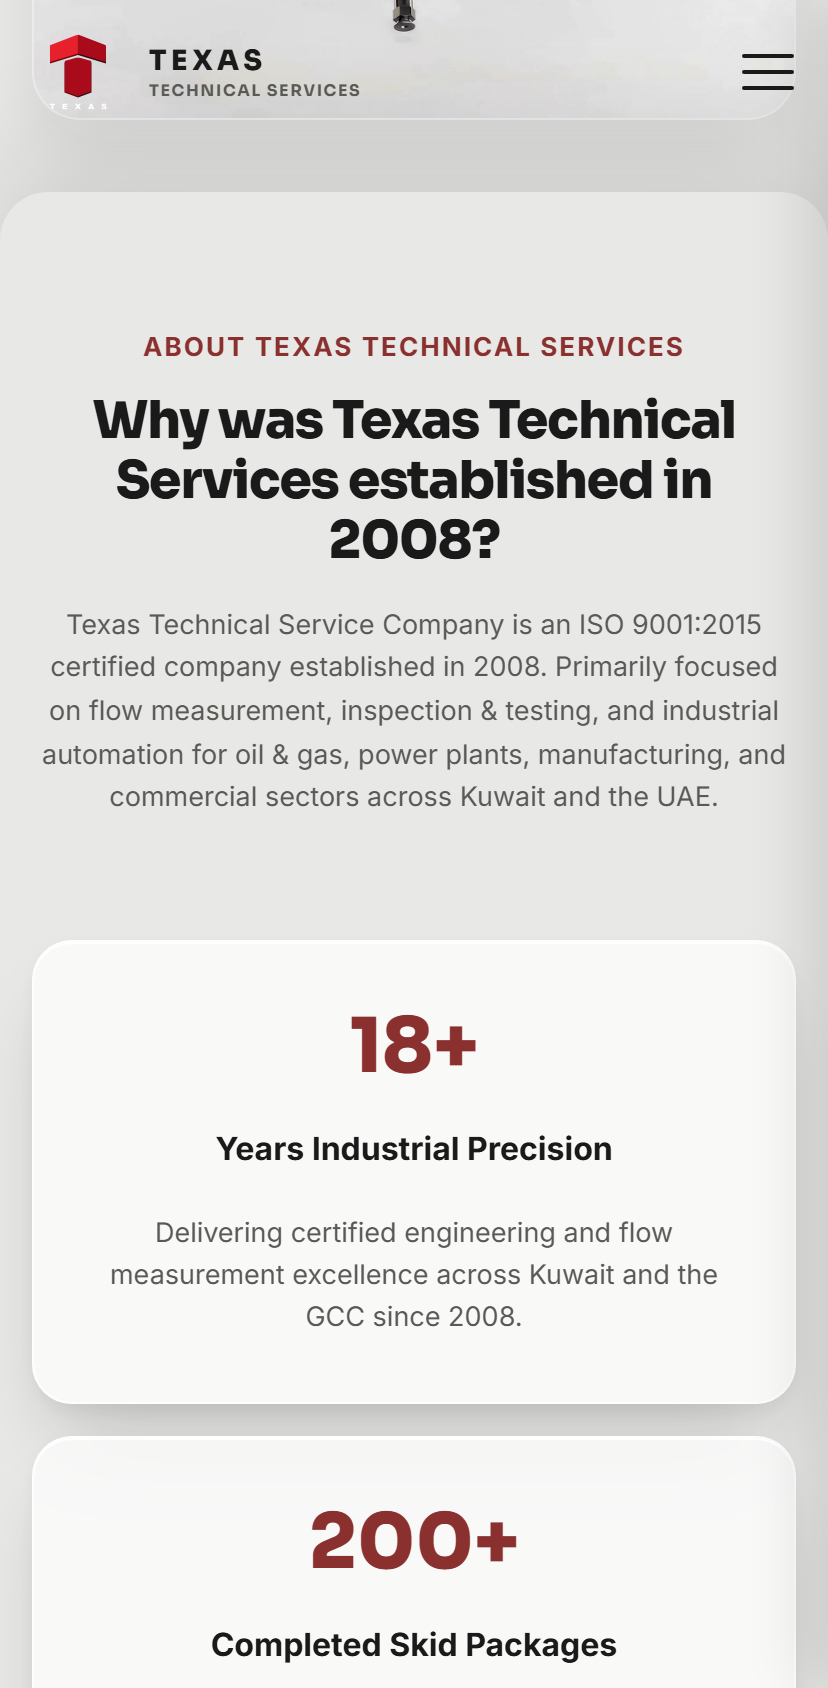 TEXAS
TEXAS
TECHNICAL SERVICES
ABOUT TEXAS TECHNICAL SERVICES
Why was Texas Technical
Services established in
2008?
Texas Technical Service Company is an ISO 9001:2015
certified company established in 2008. Primarily focused
on flow measurement, inspection & testing, and industrial
automation for oil & gas, power plants, manufacturing, and
commercial sectors across Kuwait and the UAE.
18+
Years Industrial Precision
Delivering certified engineering and flow
measurement excellence across Kuwait and the
GCC since 2008.
200+
Completed Skid Packages